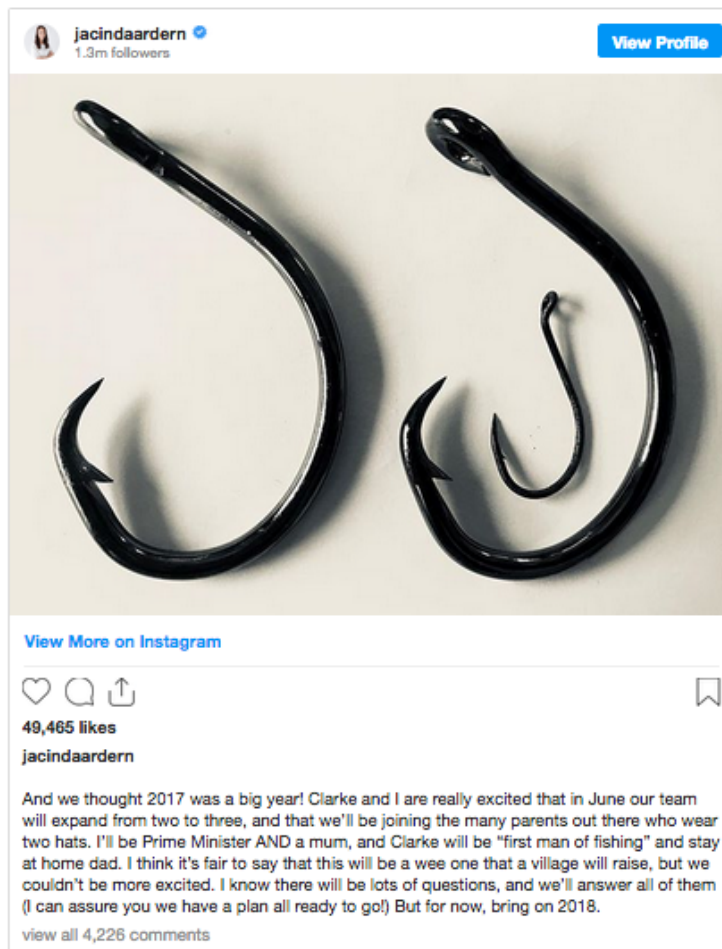 jacindaardern
1.3m followers
View Profile
View More on Instagram
49,465 likes
jacindaardern
And we thought 2017 was a big year! Clarke and I are really excited that in June our team
will expand from two to three, and that we'll be joining the many parents out there who wear
two hats. I'll be Prime Minister AND a mum, and Clarke will be "first man of fishing" and stay
at home dad. I think it's fair to say that this will be a wee one that a village will raise, but we
couldn't be more excited. I know there will be lots of questions, and we'll answer all of them
(I can assure you we have a plan all ready to go!) But for now, bring on 2018.
view all 4,226 comments